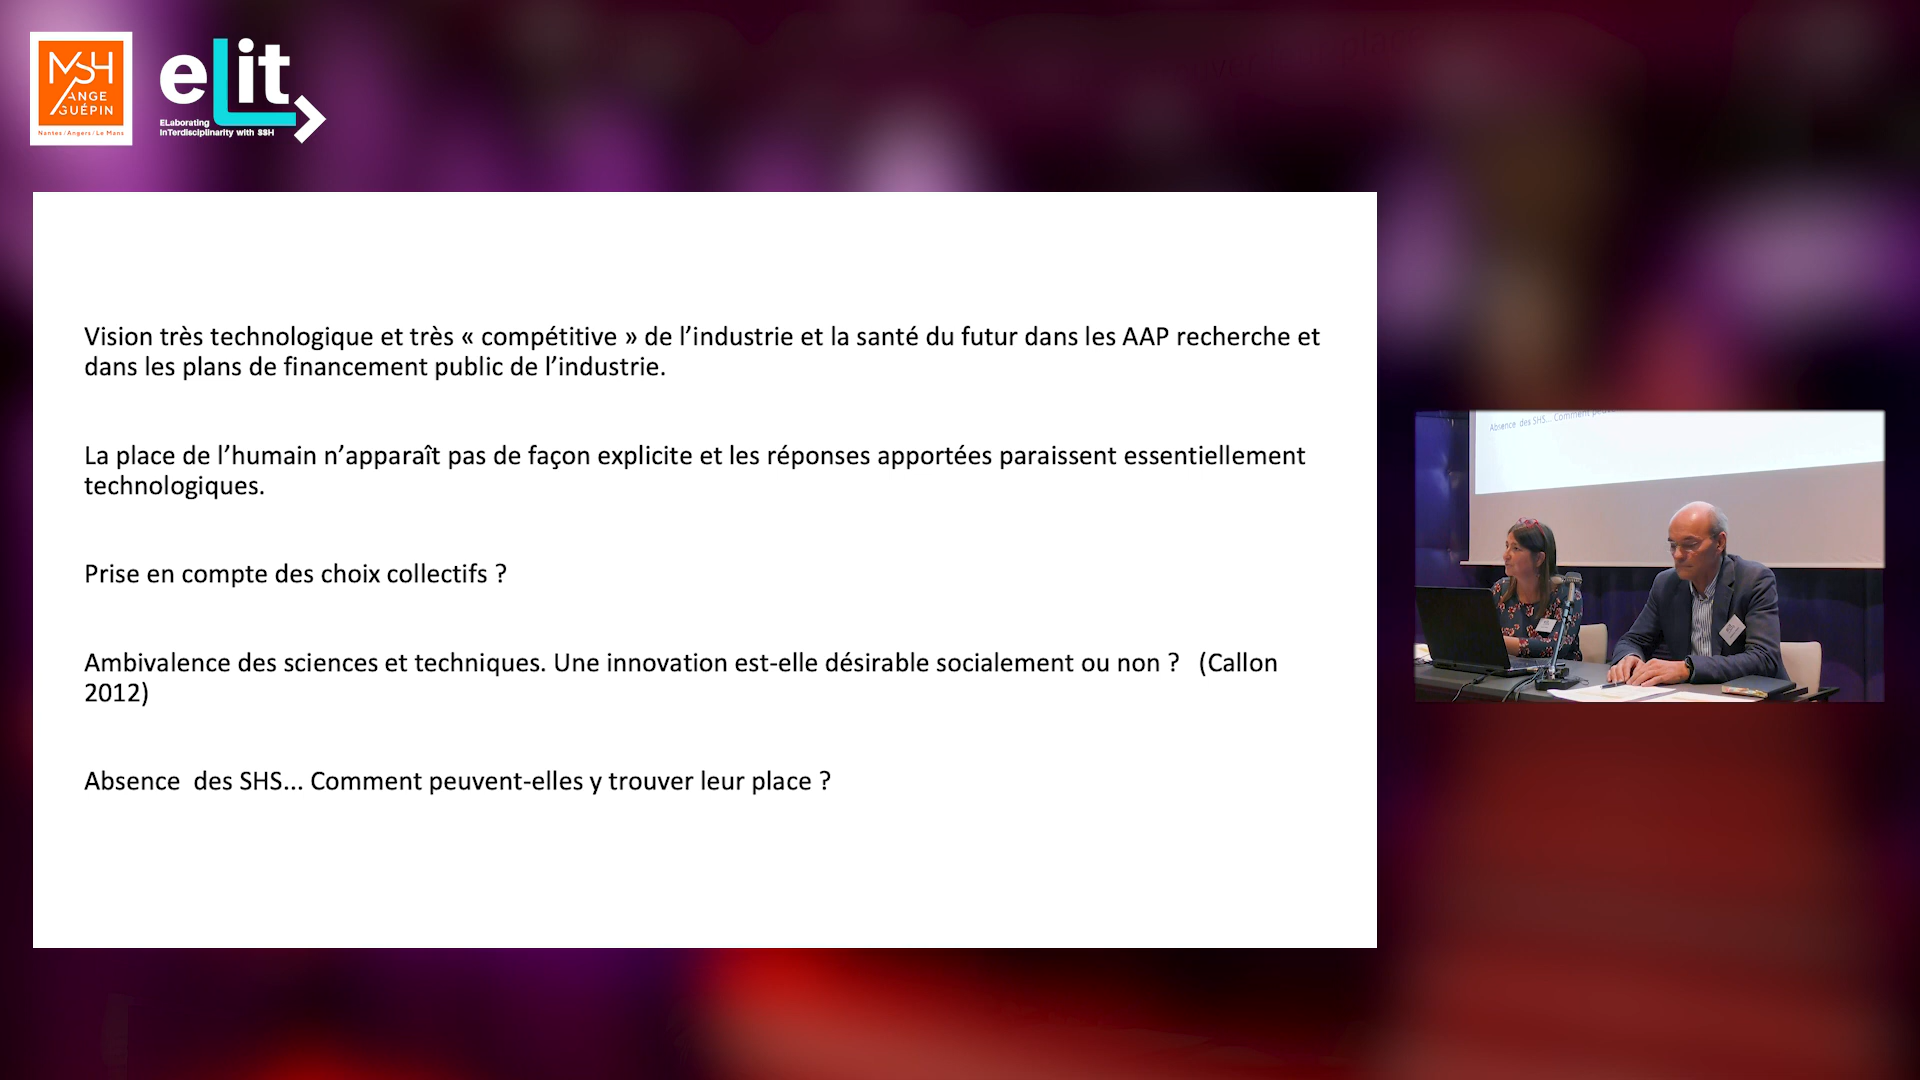 MSH
ANGE
GUÉPIN
Nantes/Angers/Le Mans
eLit
ELaborating
InTerdisciplinarity with SSH
Vision très technologique et très « compétitive » de l’industrie et la santé du futur dans les AAP recherche et
dans les plans de financement public de l’industrie.
La place de l’humain n’apparaît pas de façon explicite et les réponses apportées paraissent essentiellement
technologiques.
Prise en compte des choix collectifs ?
Ambivalence des sciences et techniques. Une innovation est-elle désirable socialement ou non ? (Callon
2012)
Absence des SHS... Comment peuvent-elles y trouver leur place ?
Absence des SHS... Comment